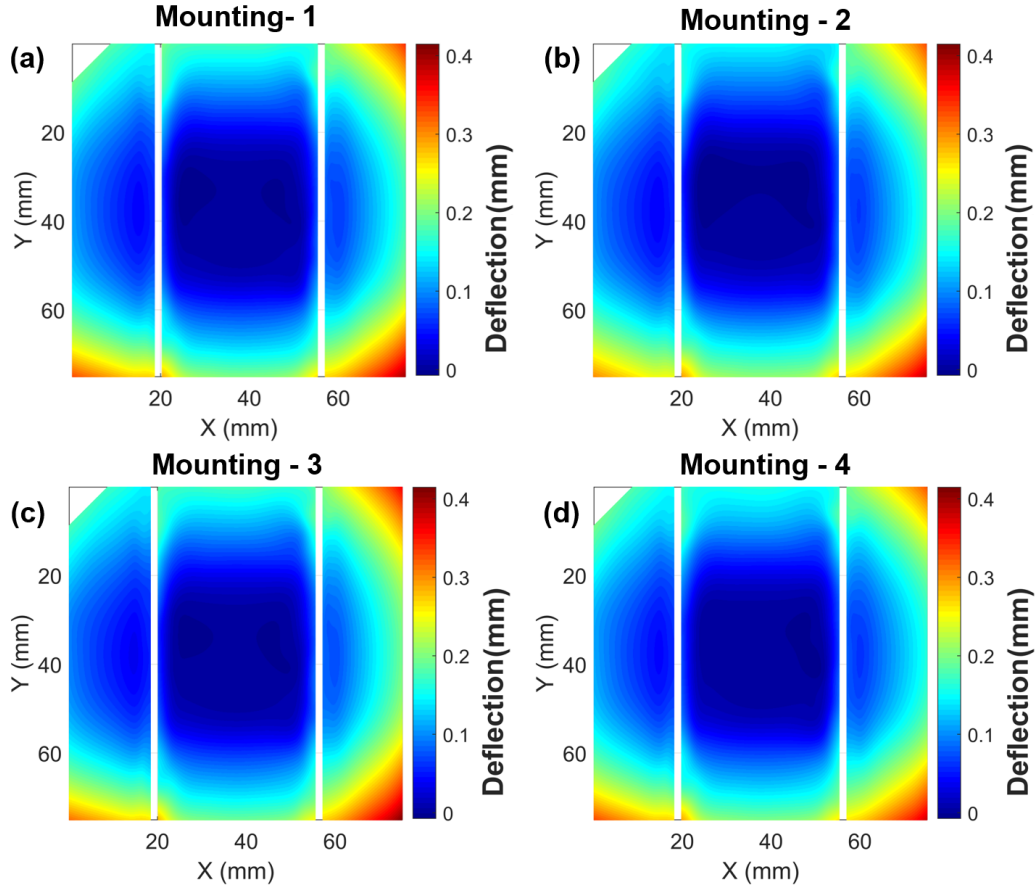 Mounting- 1
(a)
0.4
0.3
0.2
0.1
0
Deflection(mm)
20
40
60
Y (mm)
20
40
60
X (mm)
Mounting - 2
(b)
0.4
0.3
0.2
0.1
0
Deflection(mm)
20
40
60
Y (mm)
20
40
60
X (mm)
Mounting - 3
(c)
0.4
0.3
0.2
0.1
0
Deflection(mm)
20
40
60
Y (mm)
20
40
60
X (mm)
Mounting - 4
(d)
0.4
0.3
0.2
0.1
0
Deflection(mm)
20
40
60
Y (mm)
20
40
60
X (mm)